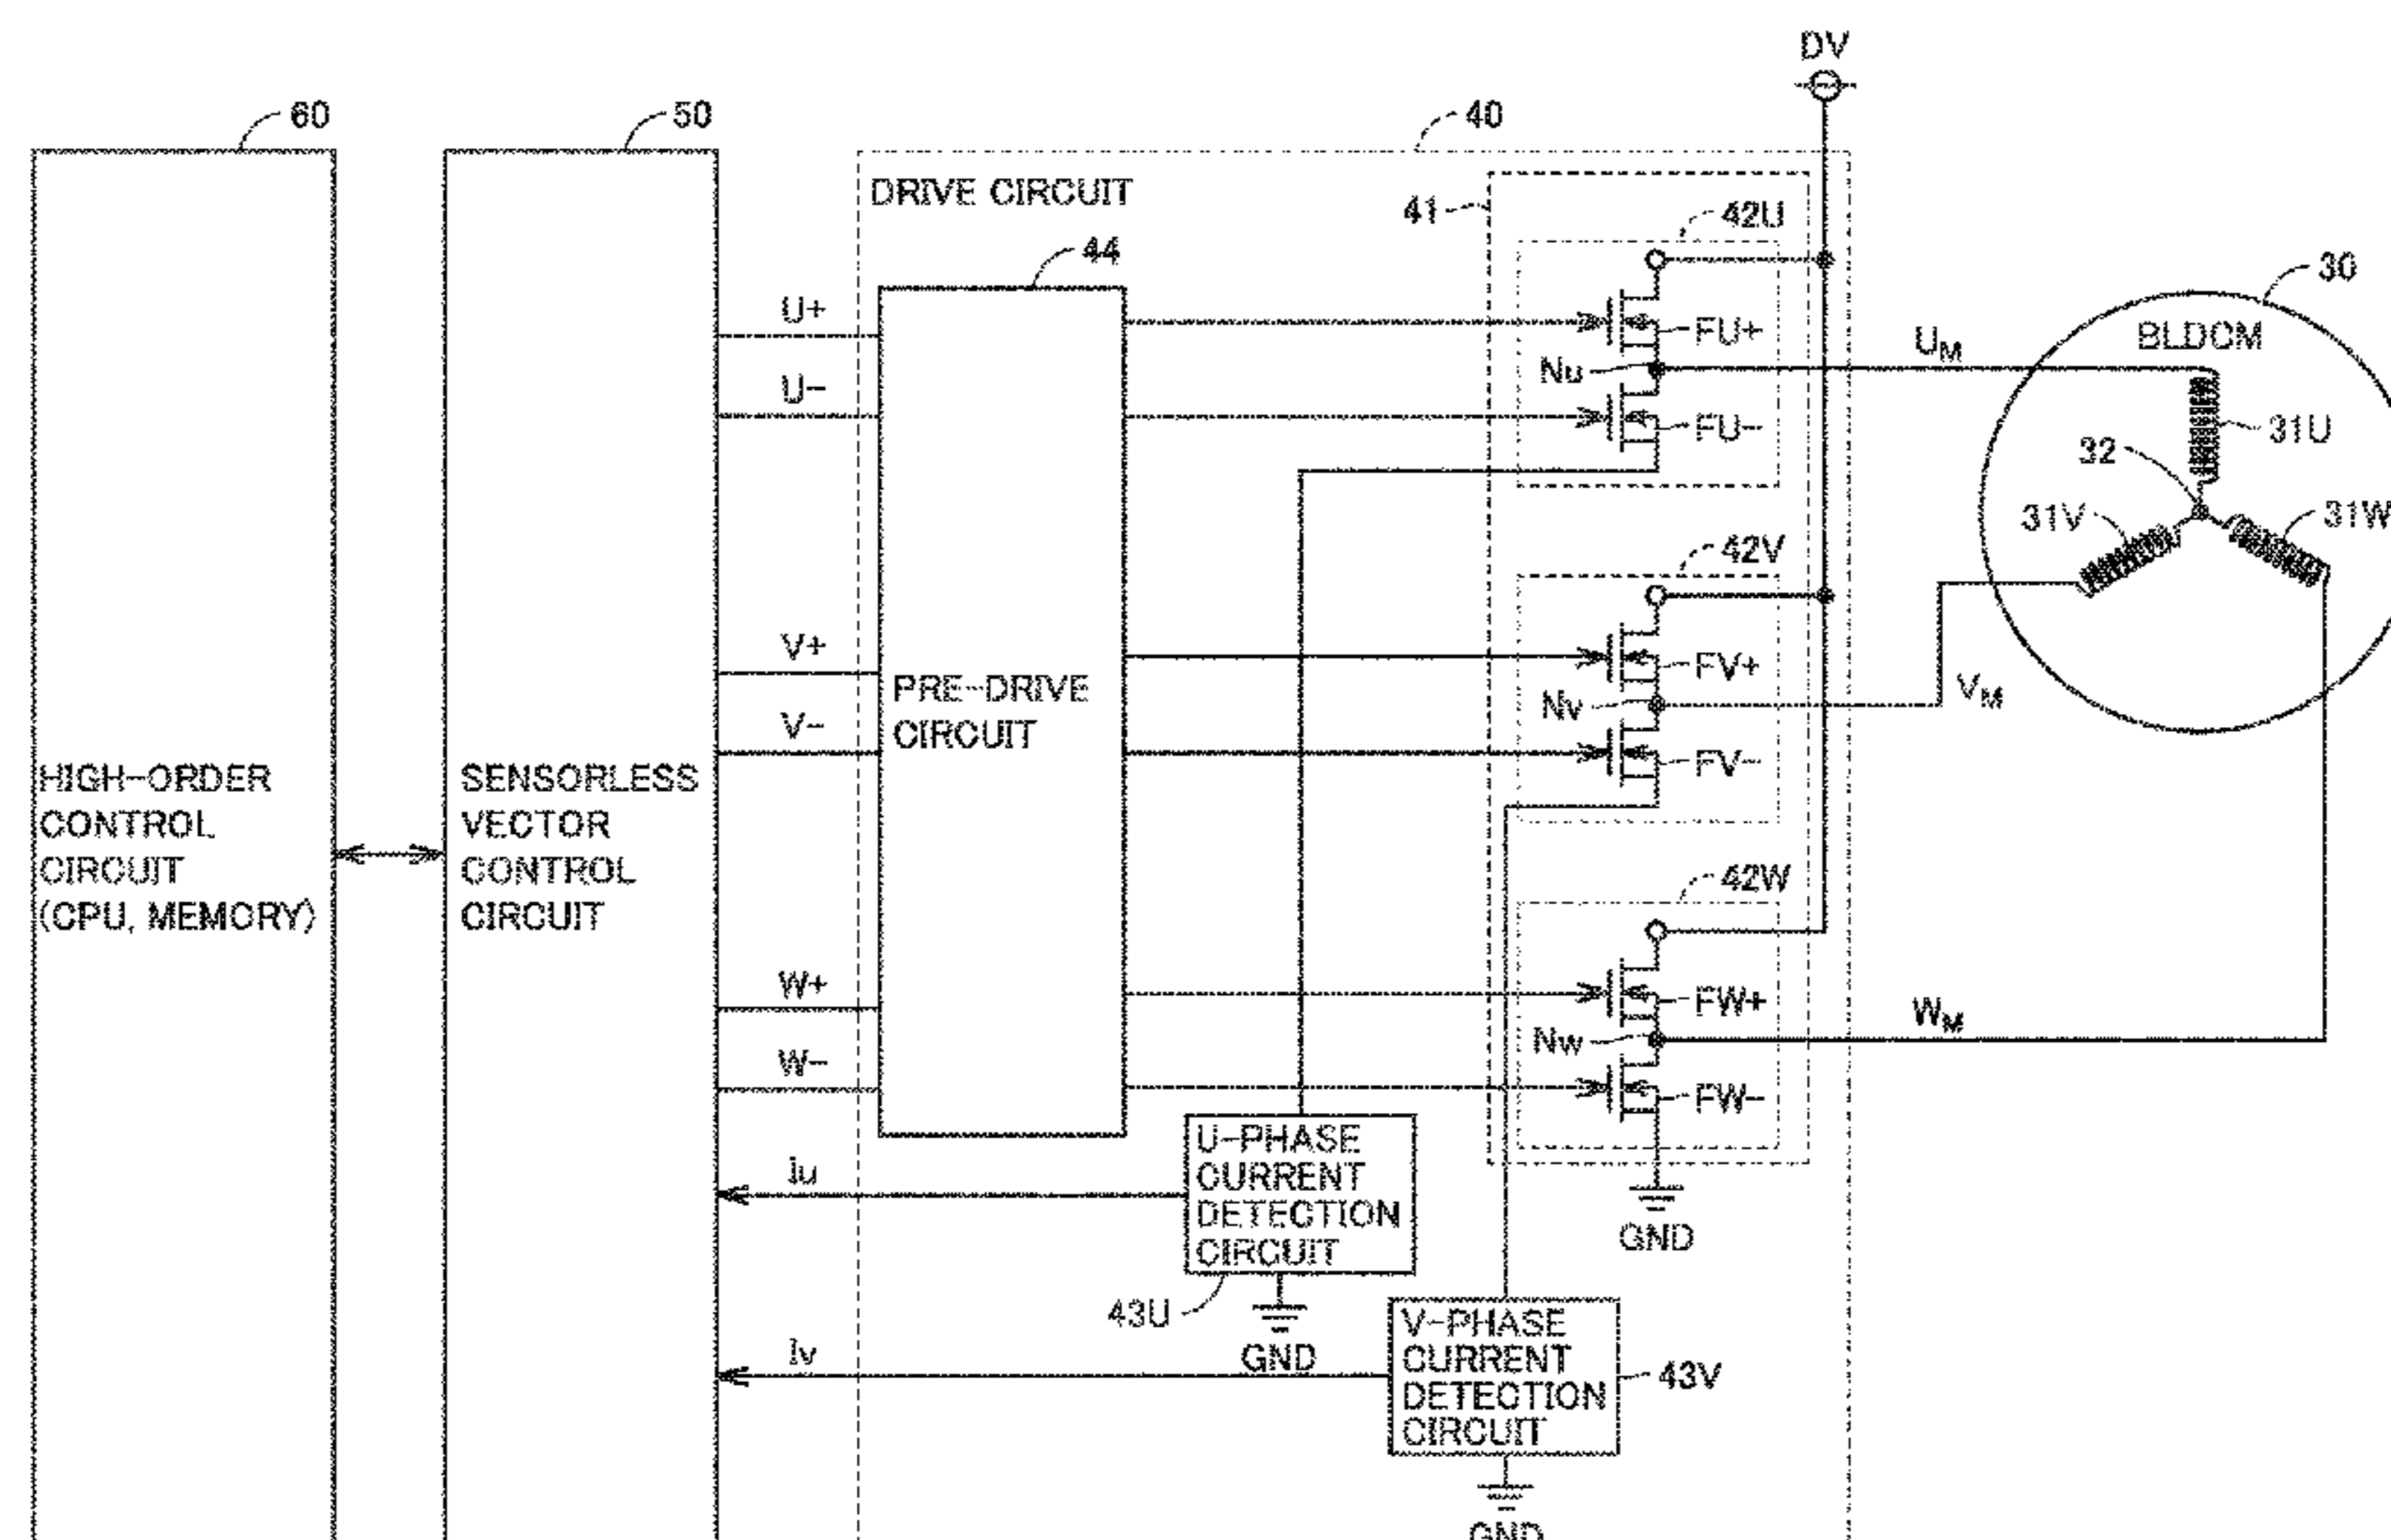 DV
60
50
40
DRIVE CIRCUIT
41
42U
44
30
BLDCM
U+
FU+
UM
Nu
U-
FU-
31U
32
31V
31W
42V
V+
FV+
PRE-DRIVE
CIRCUIT
Nv
VM
V-
FV-
HIGH-ORDER
CONTROL
CIRCUIT
(CPU, MEMORY)
SENSORLESS
VECTOR
CONTROL
CIRCUIT
42W
W+
FW+
WM
Nw
W-
FW-
U-PHASE
CURRENT
DETECTION
CIRCUIT
Iu
GND
43U
GND
V-PHASE
CURRENT
DETECTION
CIRCUIT
Iv
43V
GND